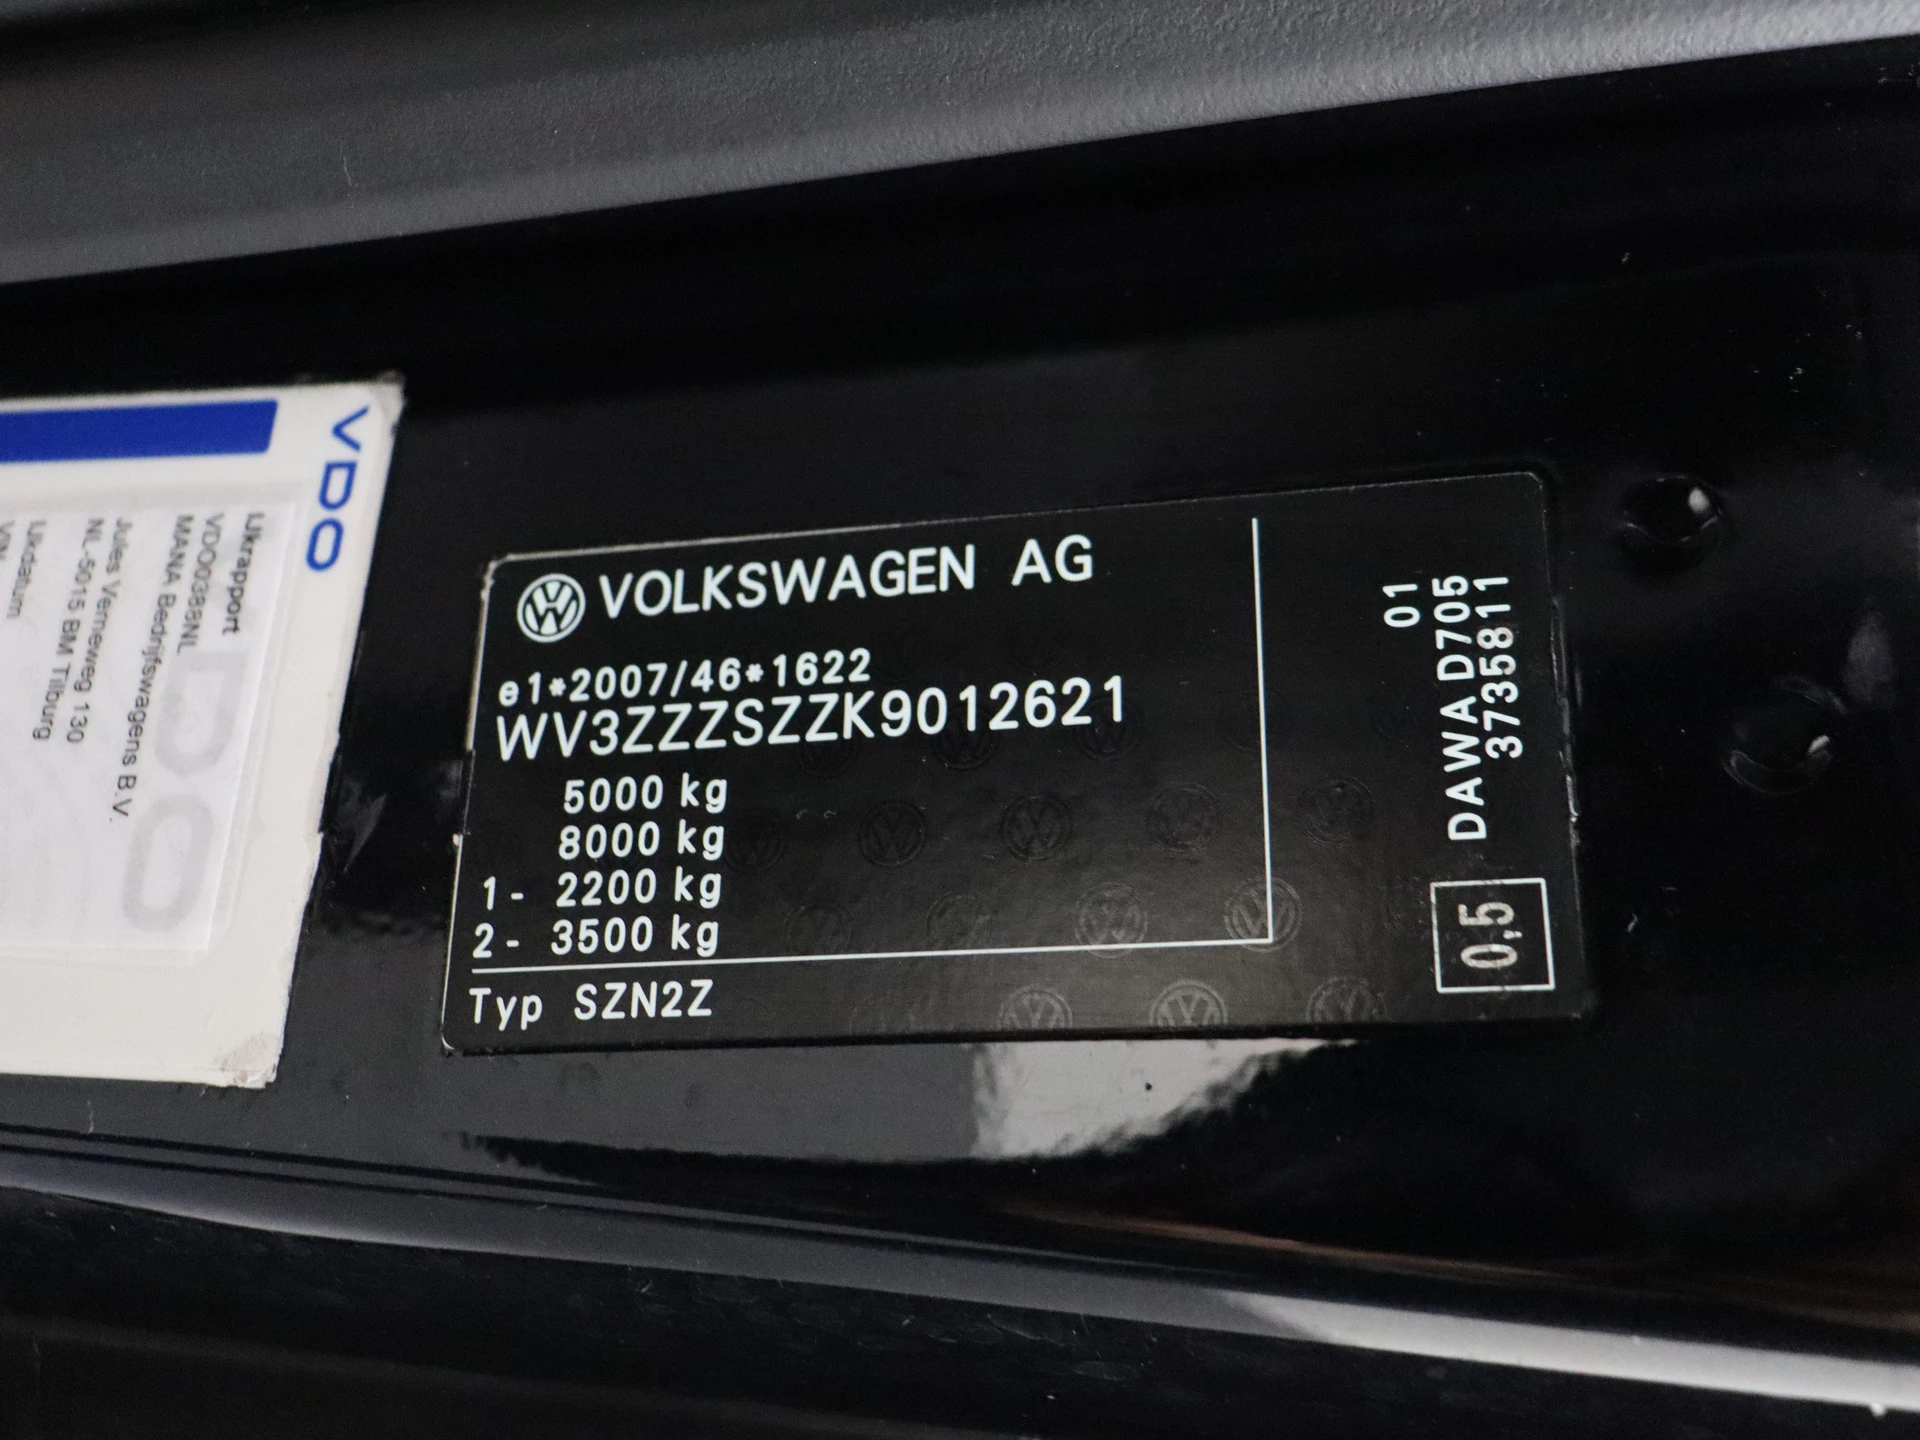 VDO
IJkrapport
VDO0388NL
MANA Bedrijfswagens B.V.
Jules Verneweg 130
NL-5015 BM Tilburg
IJkdatum
VIN
VOLKSWAGEN AG
e1*2007/46*1622
WV3ZZZSZZK9012621
5000 kg
8000 kg
1- 2200 kg
2- 3500 kg
Typ SZN2Z
01
DAWA D705
3735811
0,5